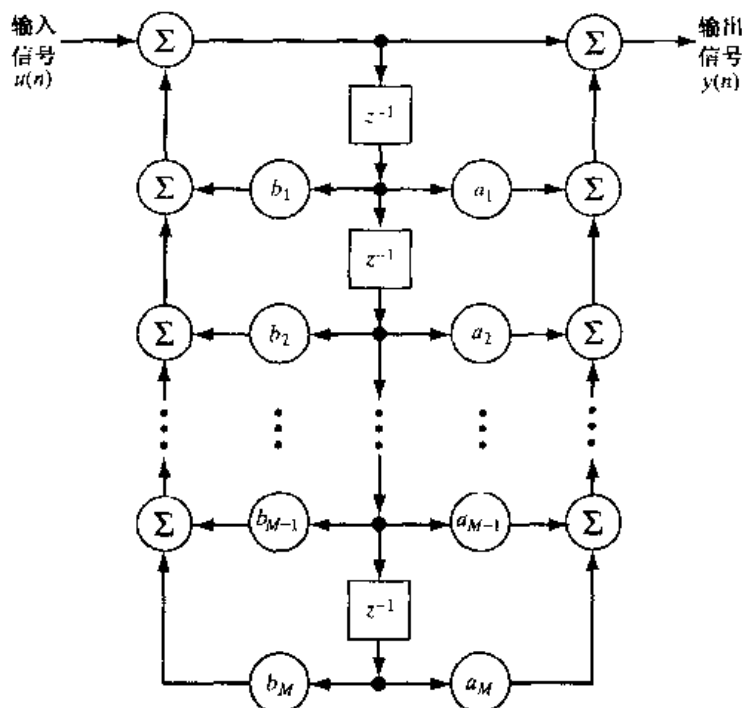 输入
信号
u(n)
Σ
Σ
输出
信号
y(n)
z⁻¹
Σ
b₁
a₁
Σ
z⁻¹
Σ
b₂
a₂
Σ
Σ
b_{M−1}
a_{M−1}
Σ
z⁻¹
b_M
a_M